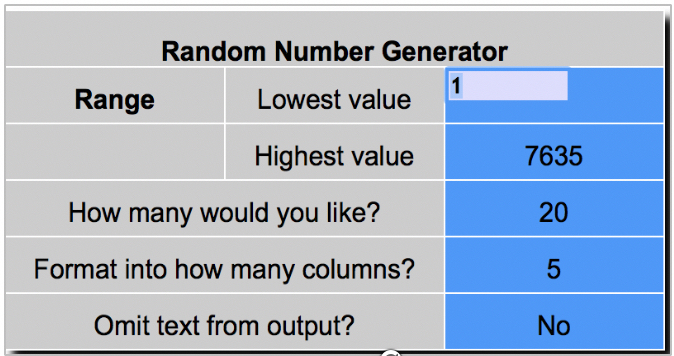 Random Number Generator
Range Lowest value 1
Highest value 7635
How many would you like? 20
Format into how many columns? 5
Omit text from output? No